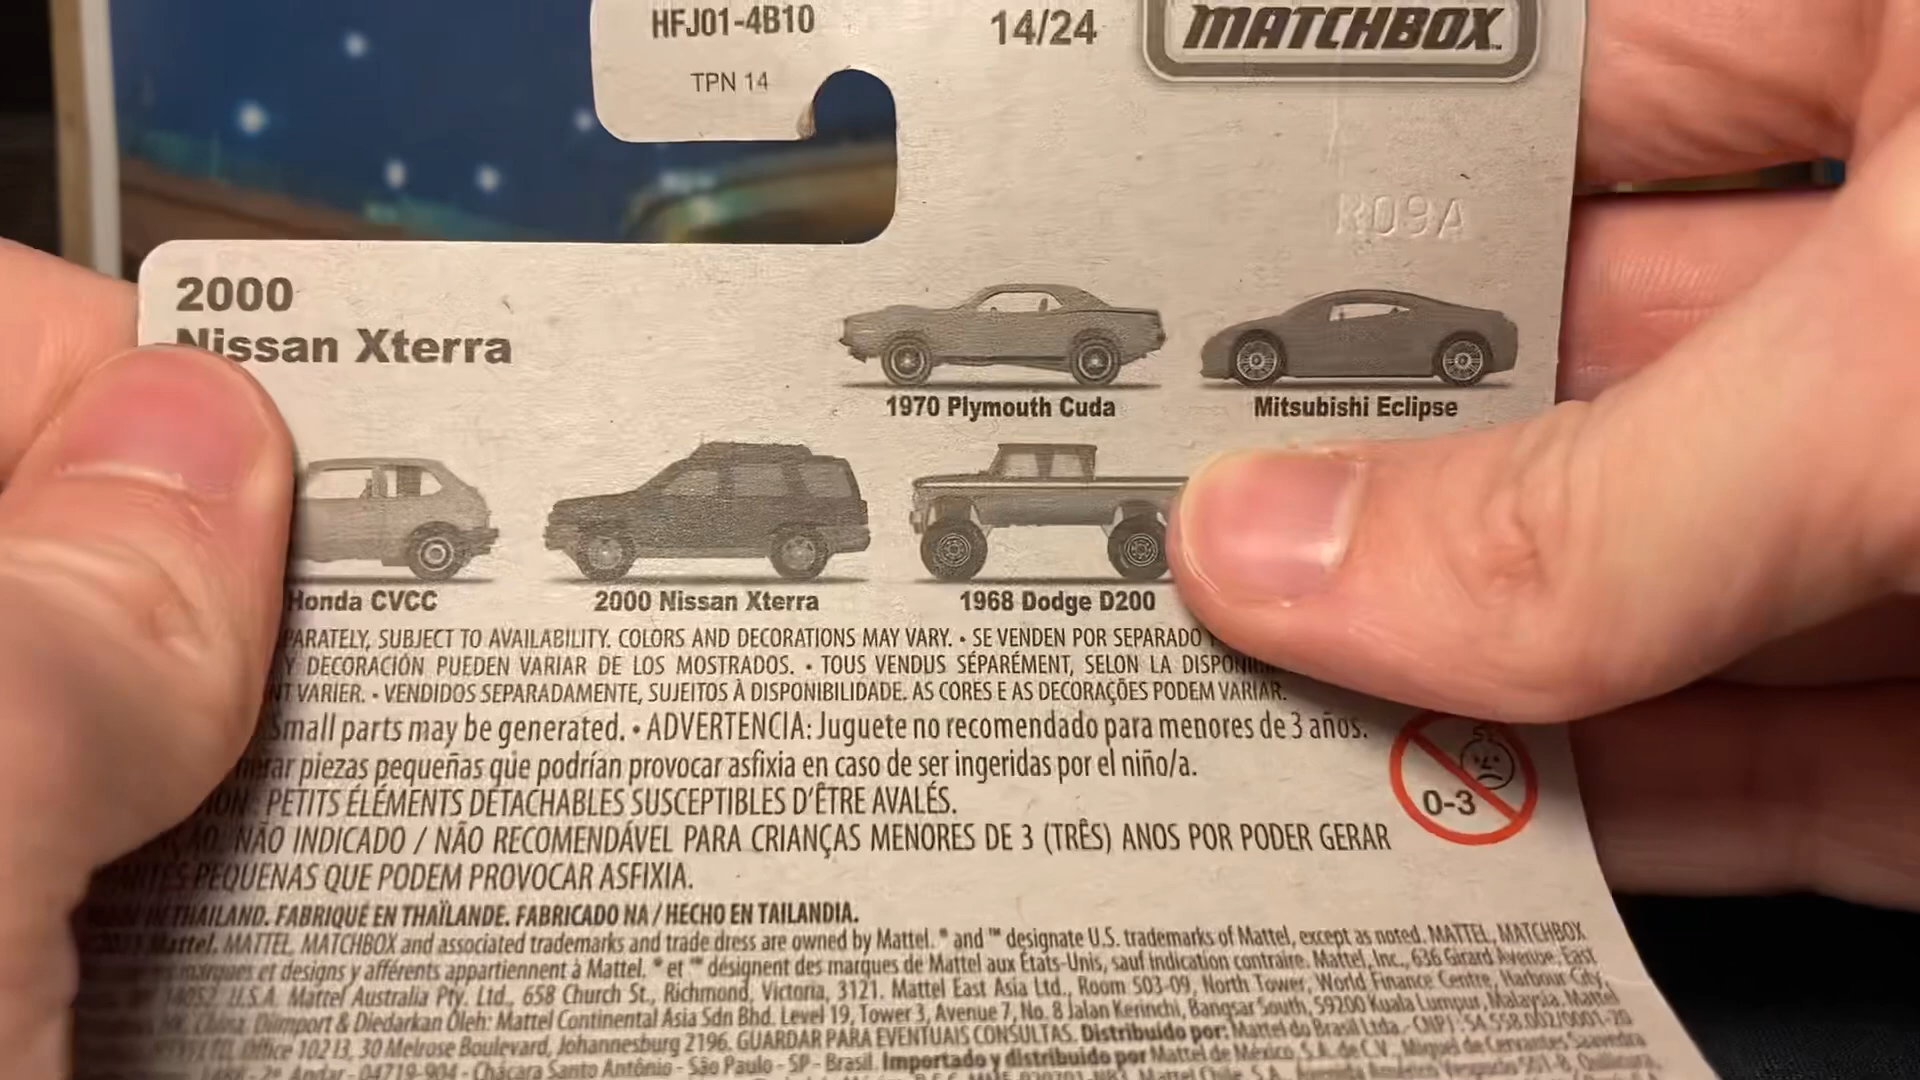 HFJ01-4B10
14/24
MATCHBOX
TPN 14
R09A
2000
Nissan Xterra
1970 Plymouth Cuda
Mitsubishi Eclipse
Honda CVCC
2000 Nissan Xterra
1968 Dodge D200
SUBJECT TO AVAILABILITY. COLORS AND DECORATIONS MAY VARY. • SE VENDEN POR SEPARADO
Y DECORACIÓN PUEDEN VARIAR DE LOS MOSTRADOS. • TOUS VENDUS SÉPARÉMENT, SELON LA
VARIER. • VENDIDOS SEPARADAMENTE, SUJEITOS À DISPONIBILIDADE. AS CORES E AS DECORAÇÕES PODEM VARIAR.
Small parts may be generated. • ADVERTENCIA: Juguete no recomendado para menores de 3 años.
piezas pequeñas que podrían provocar asfixia en caso de ser ingeridas por el niño/a.
0-3
PETITS ÉLÉMENTS DÉTACHABLES SUSCEPTIBLES D'ÊTRE AVALÉS.
NÃO INDICADO / NÃO RECOMENDÁVEL PARA CRIANÇAS MENORES DE 3 (TRÊS) ANOS POR PODER GERAR
PEQUENAS QUE PODEM PROVOCAR ASFIXIA.
IN THAILAND. FABRIQUÉ EN THAÏLANDE. FABRICADO NA / HECHO EN TAILANDIA.
Mattel. MATTEL, MATCHBOX and associated trademarks and trade dress are owned by Mattel. ® and ™ designate U.S. trademarks of Mattel, except as noted. MATTEL, MATCHBOX
marques et designs y afférents appartiennent à Mattel. ® et ™ désignent des marques de Mattel aux États-Unis, sauf indication contraire. Mattel, Inc., 636 Girard Avenue, East
14052, U.S.A. Mattel Australia Pty. Ltd., 658 Church St., Richmond, Victoria, 3121. Mattel East Asia Ltd., Room 503-09, North Tower, World Finance Centre, Harbour City,
HK, China. Diimport & Diedarkan Oleh: Mattel Continental Asia Sdn Bhd. Level 19, Tower 3, Avenue 7, No. 8 Jalan Kerinchi, Bangsar South, 59200 Kuala Lumpur, Malaysia. Mattel
Office 102 I3, 30 Melrose Boulevard, Johannesburg 2196. GUARDAR PARA EVENTUAIS CONSULTAS. Distribuído por: Mattel do Brasil Ltda.- CNPJ: 54.558.002/0001-20
2º Andar - 04719-904 - Chácara Santo Antônio - São Paulo - SP - Brasil. Importado y distribuido por Mattel de México, S.A. de C.V., Miguel de Cervantes Saavedra